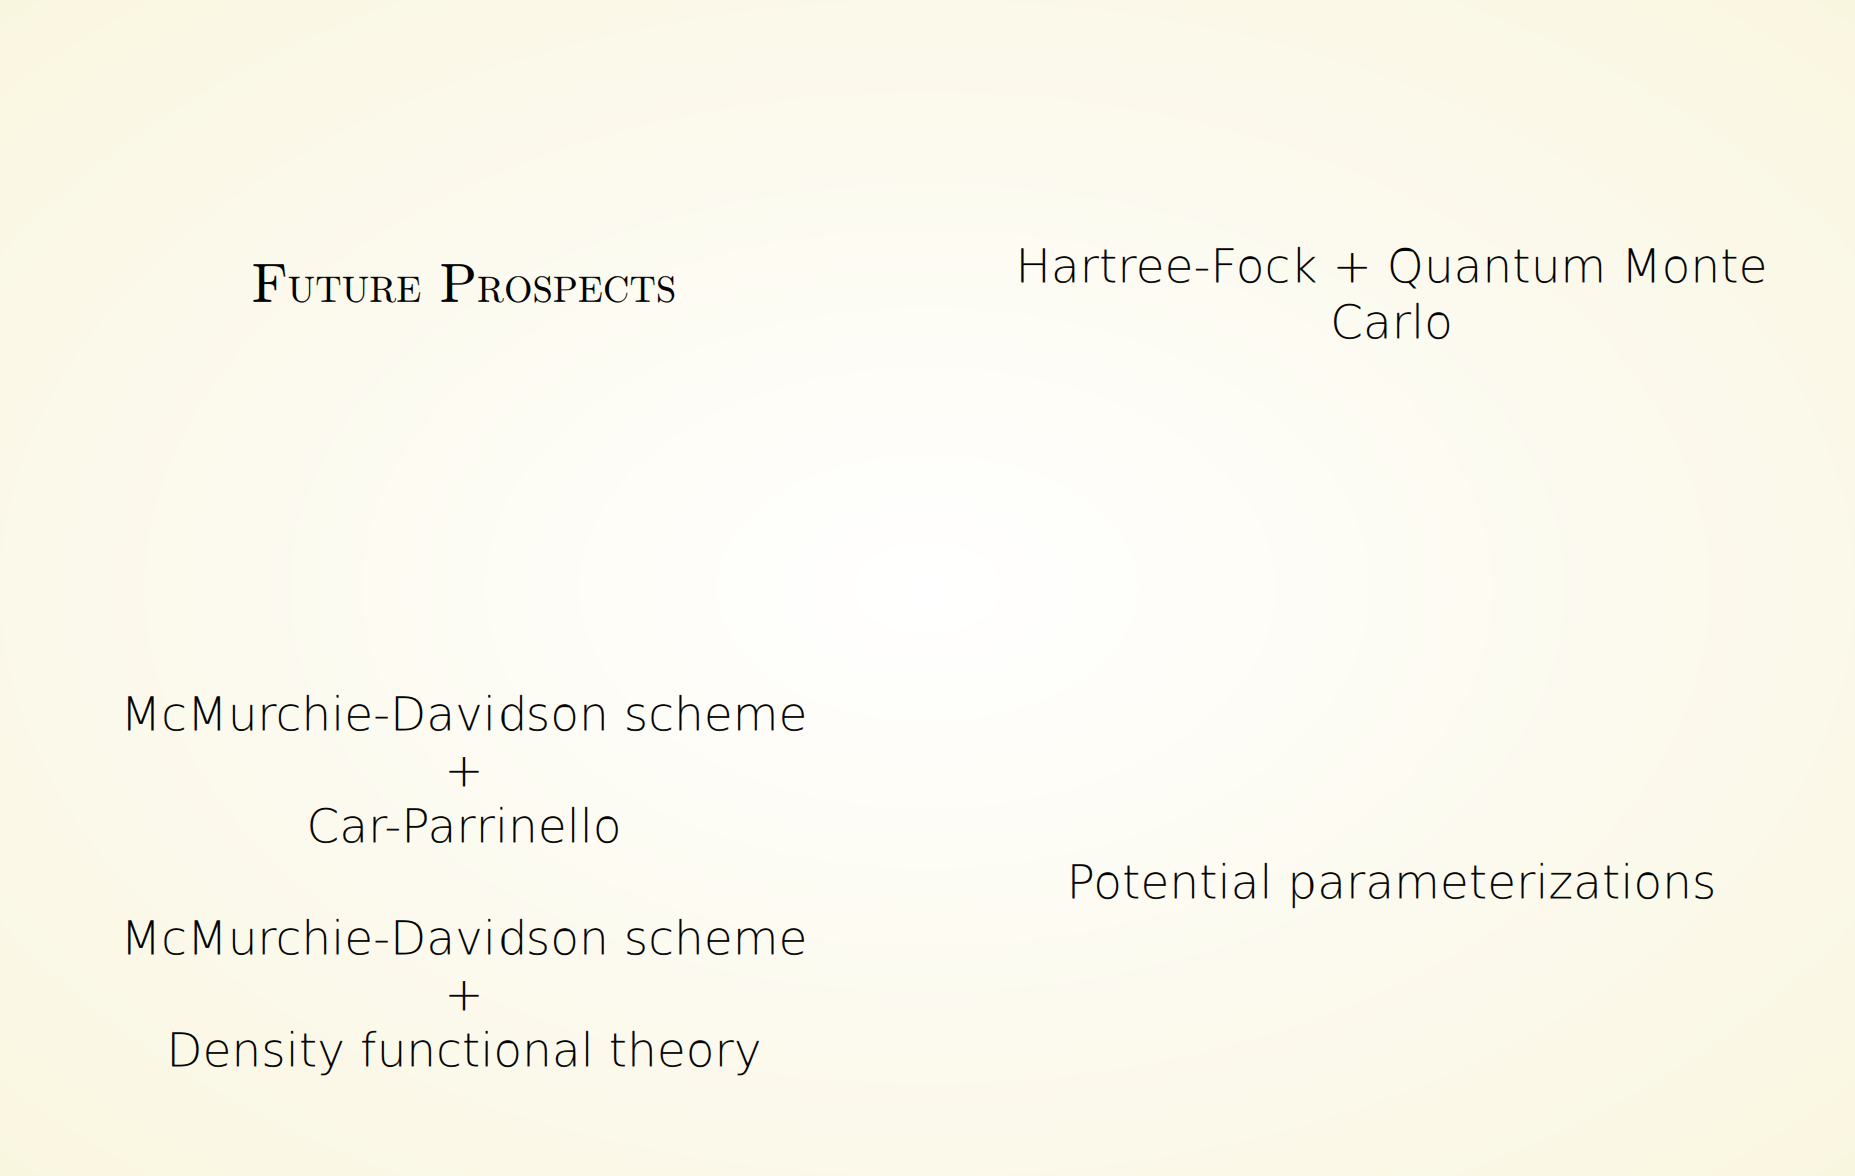 Future Prospects
Hartree-Fock + Quantum Monte
Carlo
McMurchie-Davidson scheme
+
Car-Parrinello
McMurchie-Davidson scheme
+
Density functional theory
Potential parameterizations